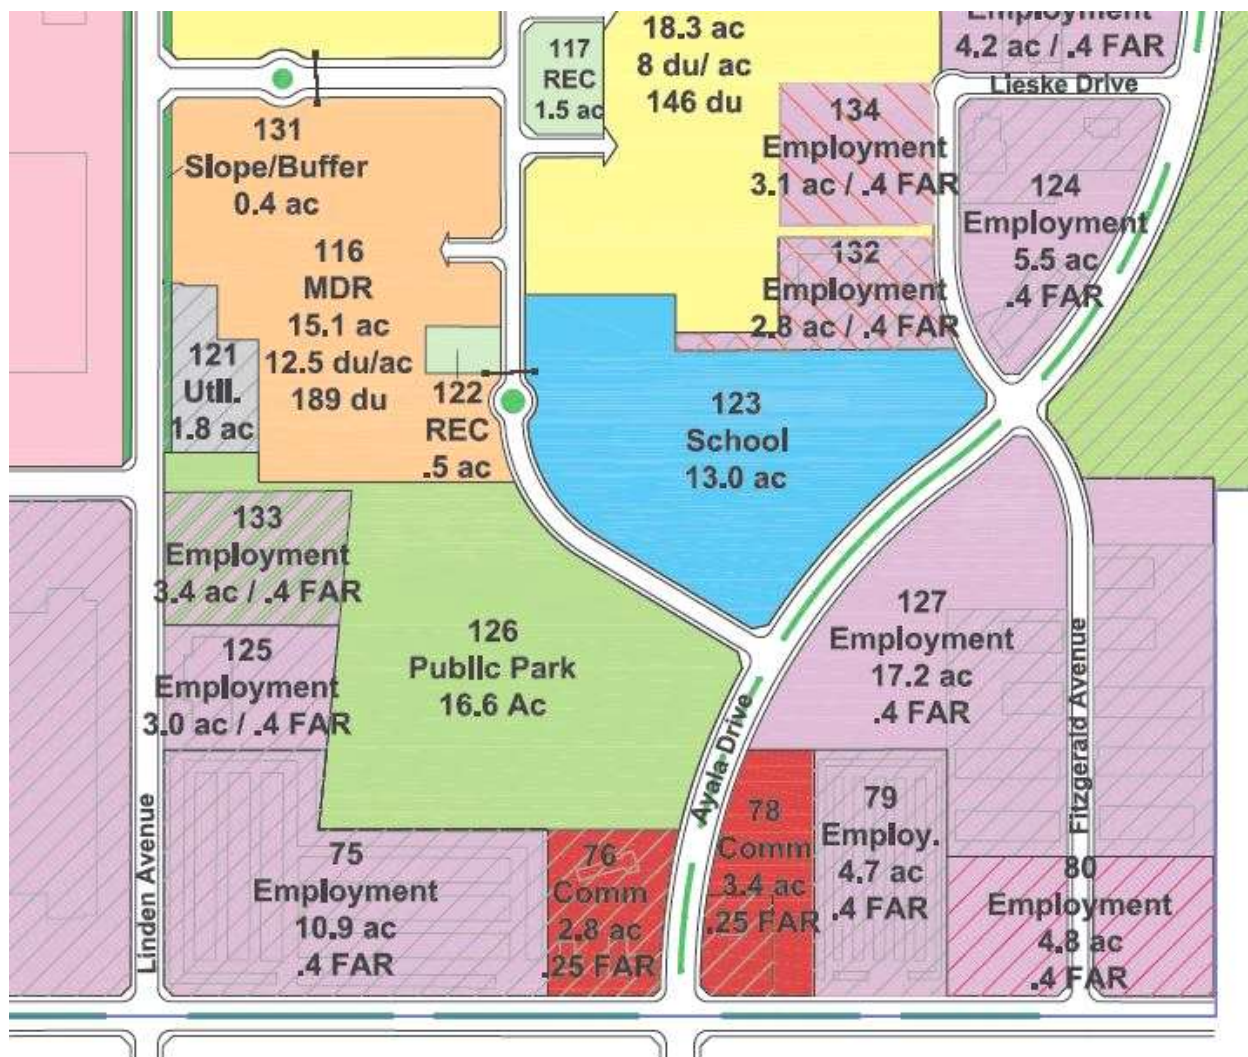 Employment
4.2 ac / .4 FAR
18.3 ac
8 du/ ac
146 du
117
REC
1.5 ac
Lieske Drive
131
Slope/Buffer
0.4 ac
134
Employment
3.1 ac / .4 FAR
124
Employment
5.5 ac
.4 FAR
116
MDR
15.1 ac
12.5 du/ac
189 du
132
Employment
2.8 ac / .4 FAR
121
Util.
1.8 ac
122
REC
.5 ac
123
School
13.0 ac
133
Employment
3.4 ac / .4 FAR
125
Employment
3.0 ac / .4 FAR
126
Public Park
16.6 Ac
127
Employment
17.2 ac
.4 FAR
Fitzgerald Avenue
Ayala Drive
Linden Avenue
75
Employment
10.9 ac
.4 FAR
76
Comm
2.8 ac
.25 FAR
78
Comm
3.4 ac
.25 FAR
79
Employ.
4.7 ac
.4 FAR
80
Employment
4.8 ac
.4 FAR